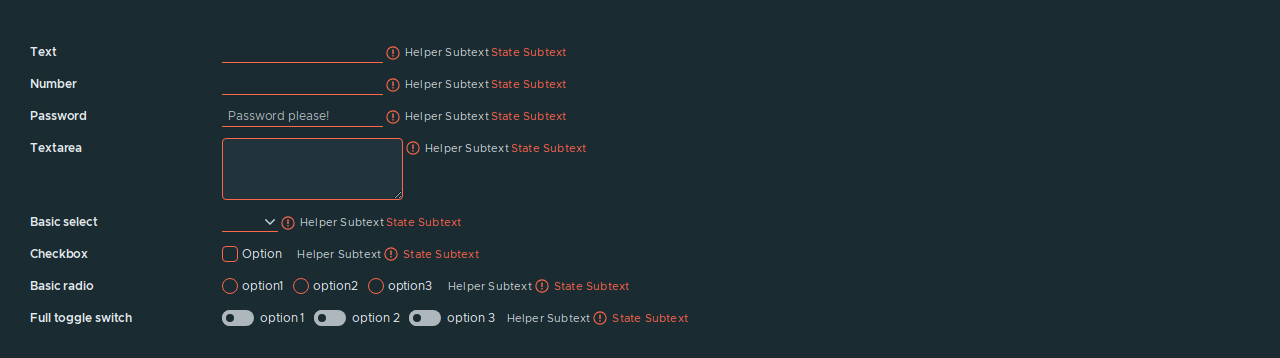 Text Helper Subtext State Subtext
Number Helper Subtext State Subtext
Password Password please! Helper Subtext State Subtext
Textarea Helper Subtext State Subtext
Basic select Helper Subtext State Subtext
Checkbox Option Helper Subtext State Subtext
Basic radio option1 option2 option3 Helper Subtext State Subtext
Full toggle switch option 1 option 2 option 3 Helper Subtext State Subtext